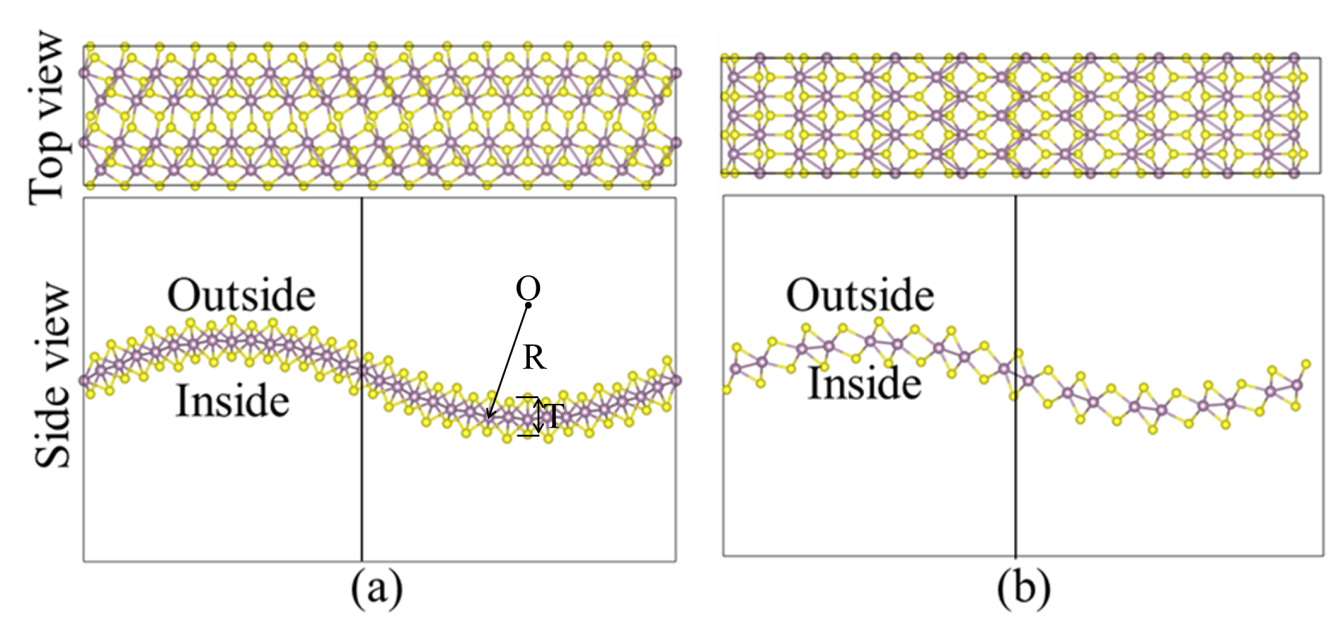 Top view
Side view
Outside
Inside
O
R
T
(a)
Outside
Inside
(b)